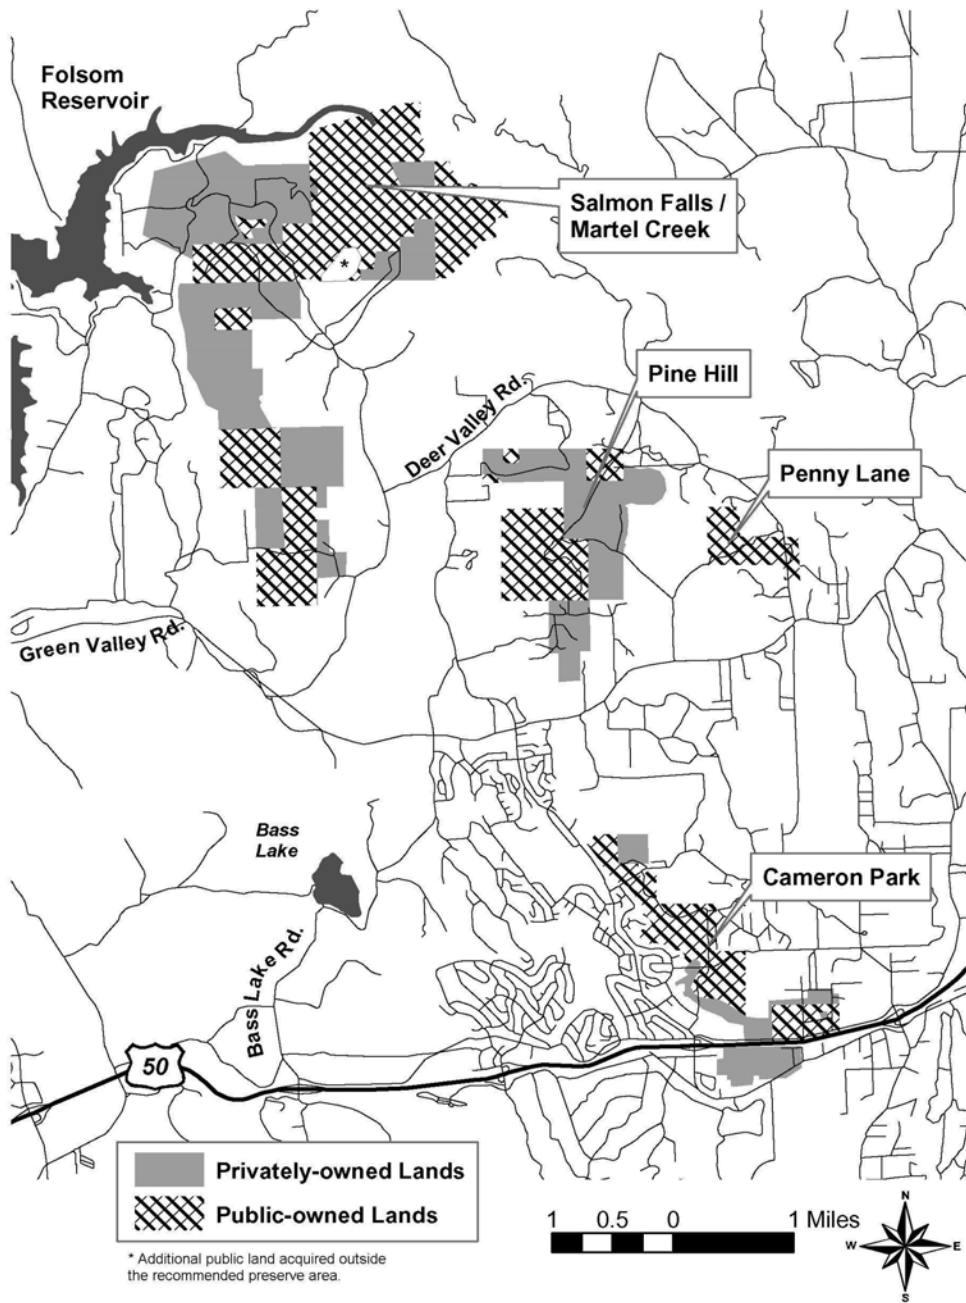 Folsom
Reservoir
Salmon Falls /
Martel Creek
*
Pine Hill
Deer Valley Rd.
Penny Lane
Green Valley Rd.
Bass
Lake
Cameron Park
Bass Lake Rd.
50
Privately-owned Lands
Public-owned Lands
* Additional public land acquired outside
the recommended preserve area.
1 0.5 0 1 Miles
N
W E
S